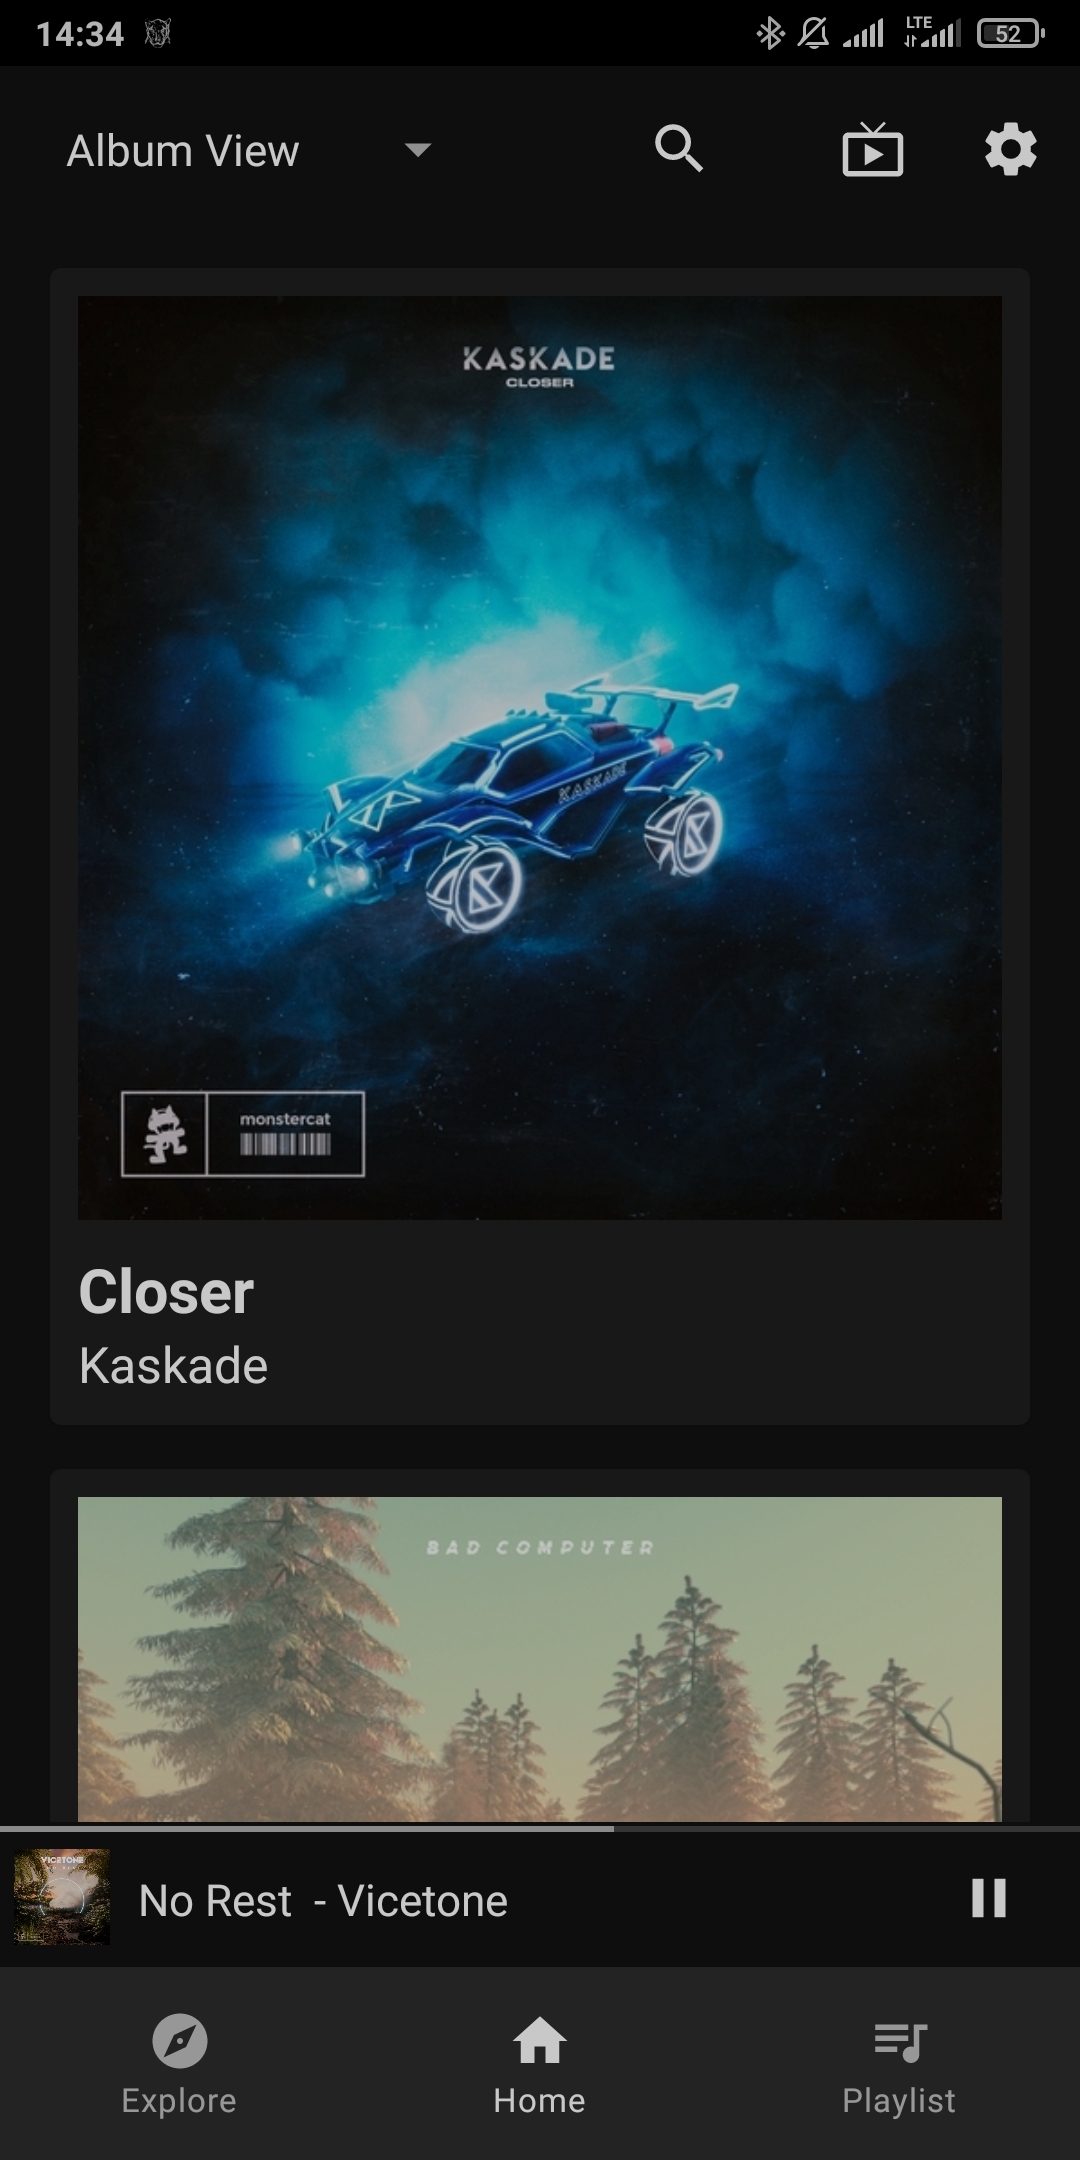 14:34
LTE
52
Album View
KASKADE
CLOSER
KASKADE
monstercat
Closer
Kaskade
BAD COMPUTER
VICETONE
No Rest - Vicetone
Explore
Home
Playlist